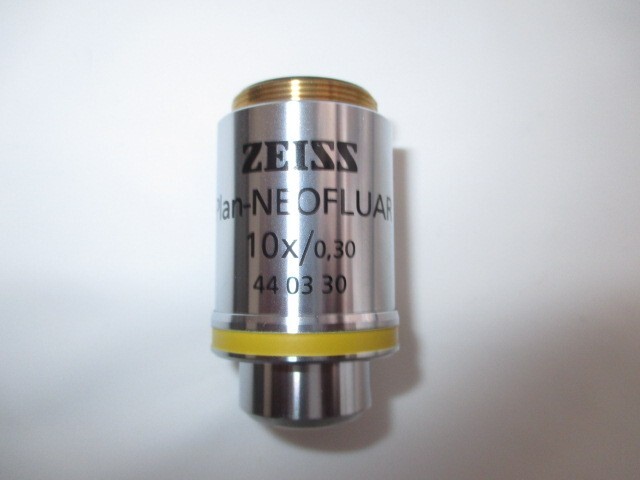 ZEISS
Plan-NEOFLUAR
10x/0,30
44 03 30